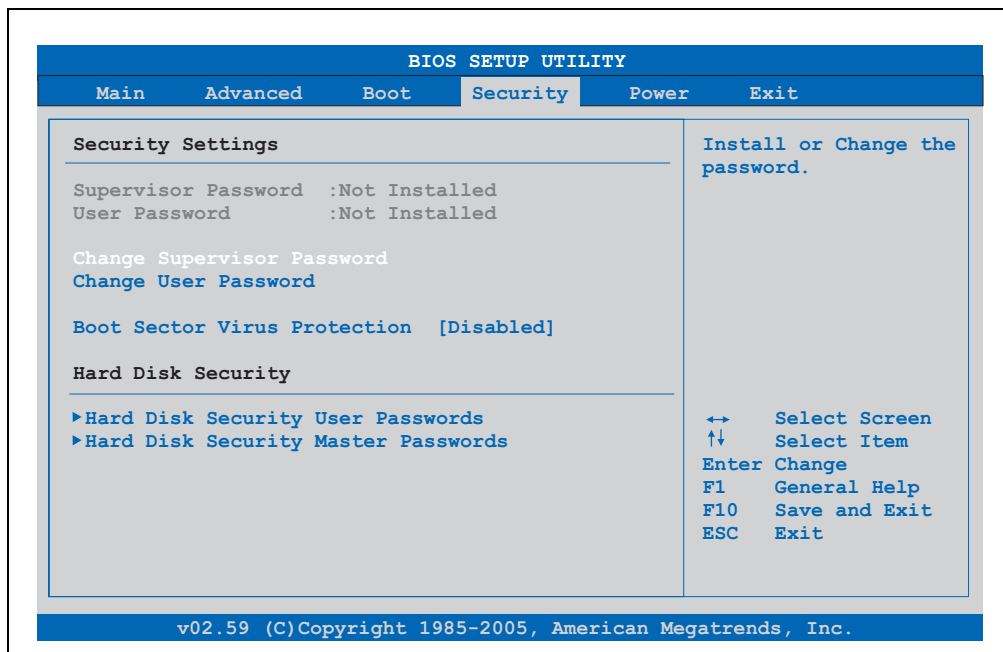 BIOS SETUP UTILITY
Main Advanced Boot Security Power Exit
Security Settings
Supervisor Password :Not Installed
User Password :Not Installed
Change Supervisor Password
Change User Password
Boot Sector Virus Protection [Disabled]
Hard Disk Security
▶Hard Disk Security User Passwords
▶Hard Disk Security Master Passwords
Install or Change the
password.
↔ Select Screen
↑↓ Select Item
Enter Change
F1 General Help
F10 Save and Exit
ESC Exit
v02.59 (C)Copyright 1985-2005, American Megatrends, Inc.